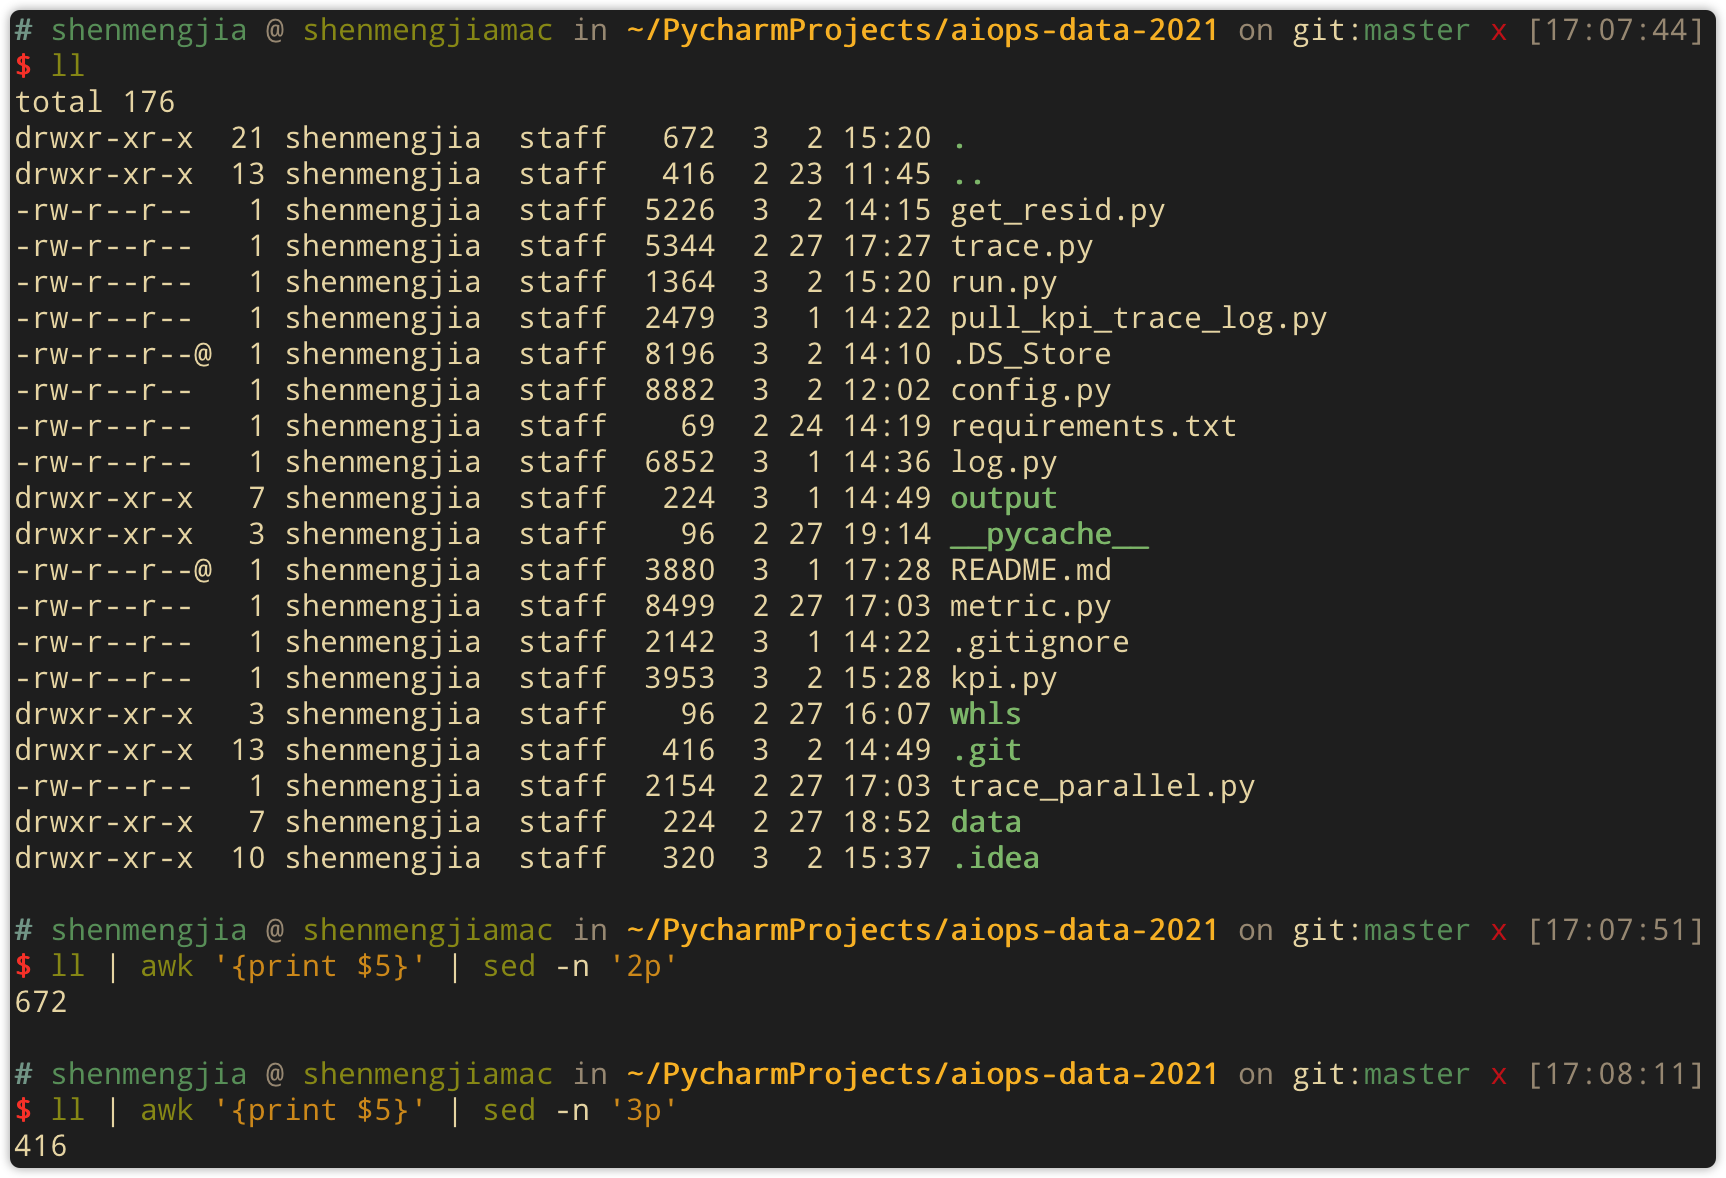 # shenmengjia @ shenmengjiamac in ~/PycharmProjects/aiops-data-2021 on git:master x [17:07:44]
$ ll
total 176
drwxr-xr-x  21 shenmengjia  staff   672  3  2 15:20 .
drwxr-xr-x  13 shenmengjia  staff   416  2 23 11:45 ..
-rw-r--r--   1 shenmengjia  staff  5226  3  2 14:15 get_resid.py
-rw-r--r--   1 shenmengjia  staff  5344  2 27 17:27 trace.py
-rw-r--r--   1 shenmengjia  staff  1364  3  2 15:20 run.py
-rw-r--r--   1 shenmengjia  staff  2479  3  1 14:22 pull_kpi_trace_log.py
-rw-r--r--@  1 shenmengjia  staff  8196  3  2 14:10 .DS_Store
-rw-r--r--   1 shenmengjia  staff  8882  3  2 12:02 config.py
-rw-r--r--   1 shenmengjia  staff    69  2 24 14:19 requirements.txt
-rw-r--r--   1 shenmengjia  staff  6852  3  1 14:36 log.py
drwxr-xr-x   7 shenmengjia  staff   224  3  1 14:49 output
drwxr-xr-x   3 shenmengjia  staff    96  2 27 19:14 __pycache__
-rw-r--r--@  1 shenmengjia  staff  3880  3  1 17:28 README.md
-rw-r--r--   1 shenmengjia  staff  8499  2 27 17:03 metric.py
-rw-r--r--   1 shenmengjia  staff  2142  3  1 14:22 .gitignore
-rw-r--r--   1 shenmengjia  staff  3953  3  2 15:28 kpi.py
drwxr-xr-x   3 shenmengjia  staff    96  2 27 16:07 whls
drwxr-xr-x  13 shenmengjia  staff   416  3  2 14:49 .git
-rw-r--r--   1 shenmengjia  staff  2154  2 27 17:03 trace_parallel.py
drwxr-xr-x   7 shenmengjia  staff   224  2 27 18:52 data
drwxr-xr-x  10 shenmengjia  staff   320  3  2 15:37 .idea
# shenmengjia @ shenmengjiamac in ~/PycharmProjects/aiops-data-2021 on git:master x [17:07:51]
$ ll | awk '{print $5}' | sed -n '2p'
672
# shenmengjia @ shenmengjiamac in ~/PycharmProjects/aiops-data-2021 on git:master x [17:08:11]
$ ll | awk '{print $5}' | sed -n '3p'
416